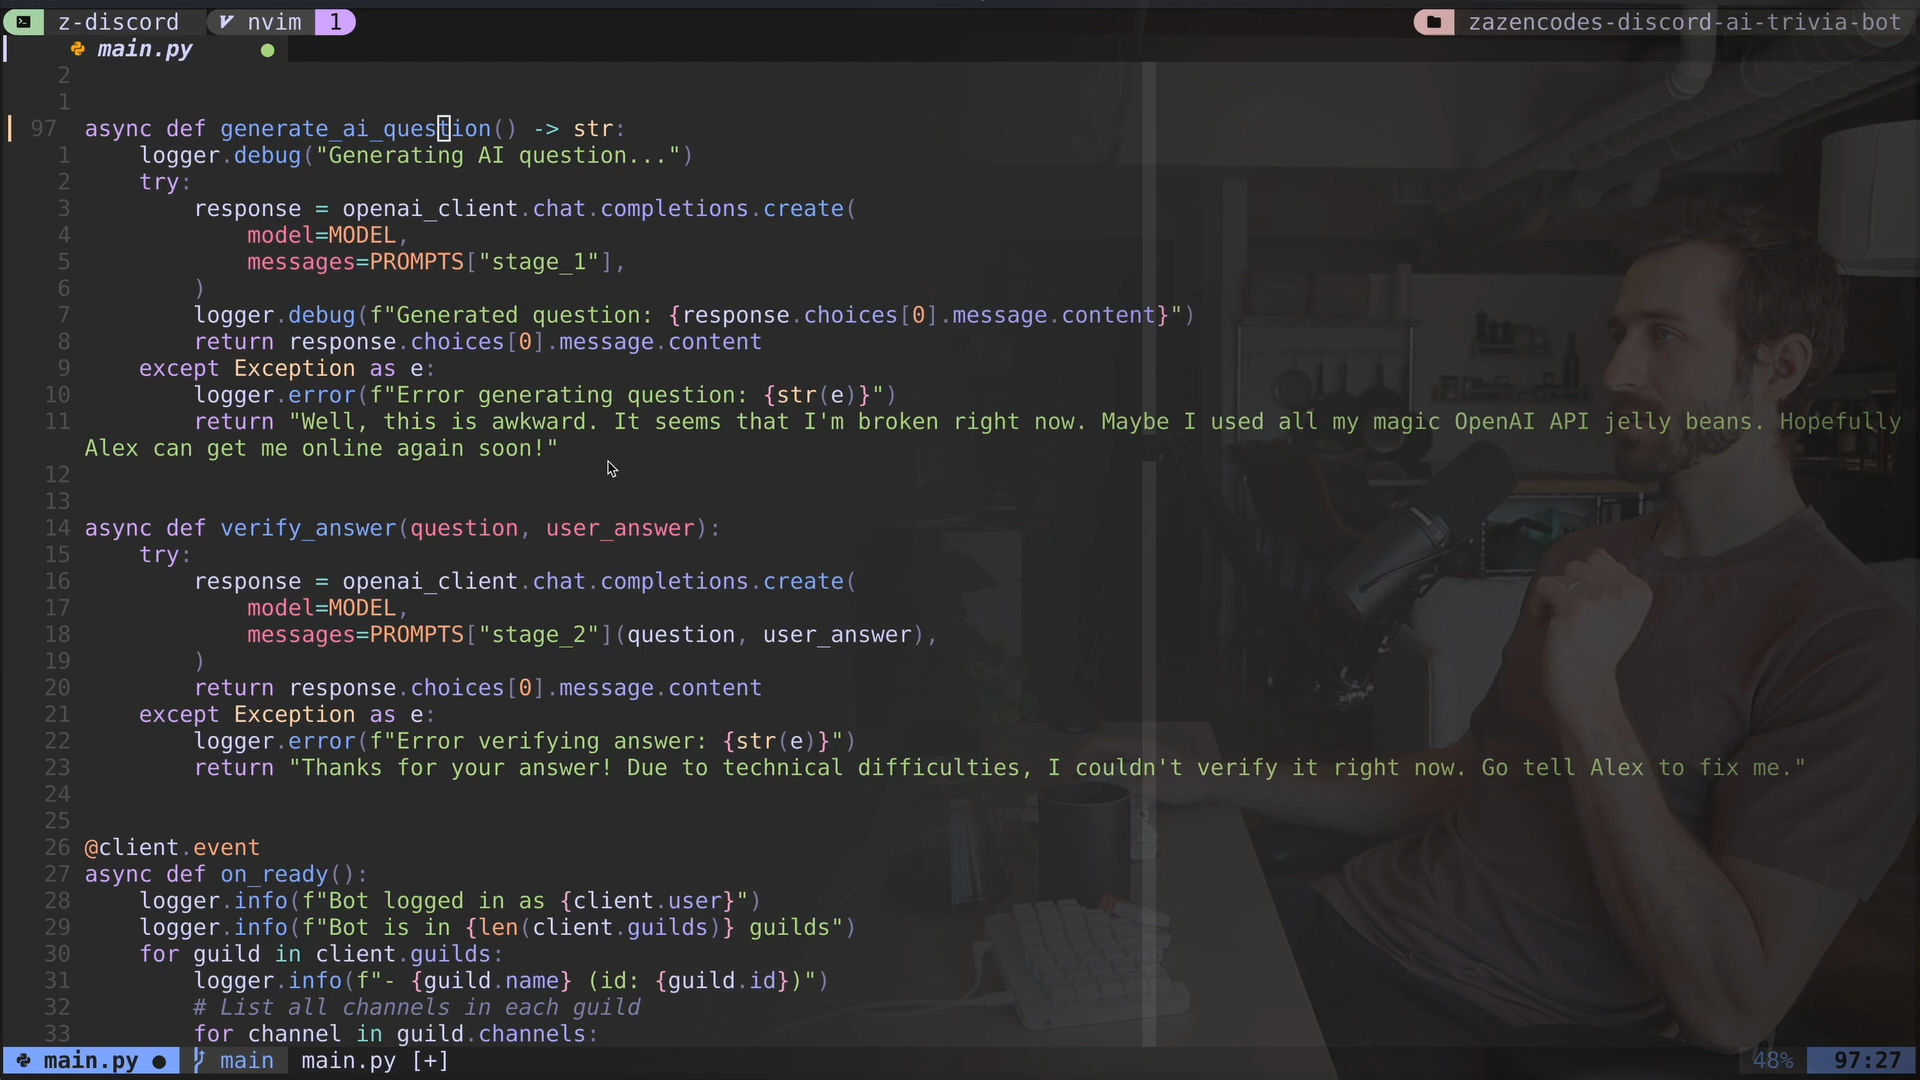 z-discord nvim 1 zazencodes-discord-ai-trivia-bot
main.py
2
1
97 async def generate_ai_question() -> str:
1 logger.debug("Generating AI question...")
2 try:
3 response = openai_client.chat.completions.create(
4 model=MODEL,
5 messages=PROMPTS["stage_1"],
6 )
7 logger.debug(f"Generated question: {response.choices[0].message.content}")
8 return response.choices[0].message.content
9 except Exception as e:
10 logger.error(f"Error generating question: {str(e)}")
11 return "Well, this is awkward. It seems that I'm broken right now. Maybe I used all my magic OpenAI API jelly beans. Hopefully
Alex can get me online again soon!"
12
13
14 async def verify_answer(question, user_answer):
15 try:
16 response = openai_client.chat.completions.create(
17 model=MODEL,
18 messages=PROMPTS["stage_2"](question, user_answer),
19 )
20 return response.choices[0].message.content
21 except Exception as e:
22 logger.error(f"Error verifying answer: {str(e)}")
23 return "Thanks for your answer! Due to technical difficulties, I couldn't verify it right now. Go tell Alex to fix me."
24
25
26 @client.event
27 async def on_ready():
28 logger.info(f"Bot logged in as {client.user}")
29 logger.info(f"Bot is in {len(client.guilds)} guilds")
30 for guild in client.guilds:
31 logger.info(f"- {guild.name} (id: {guild.id})")
32 # List all channels in each guild
33 for channel in guild.channels:
main.py ● main main.py [+] 48% 97:27